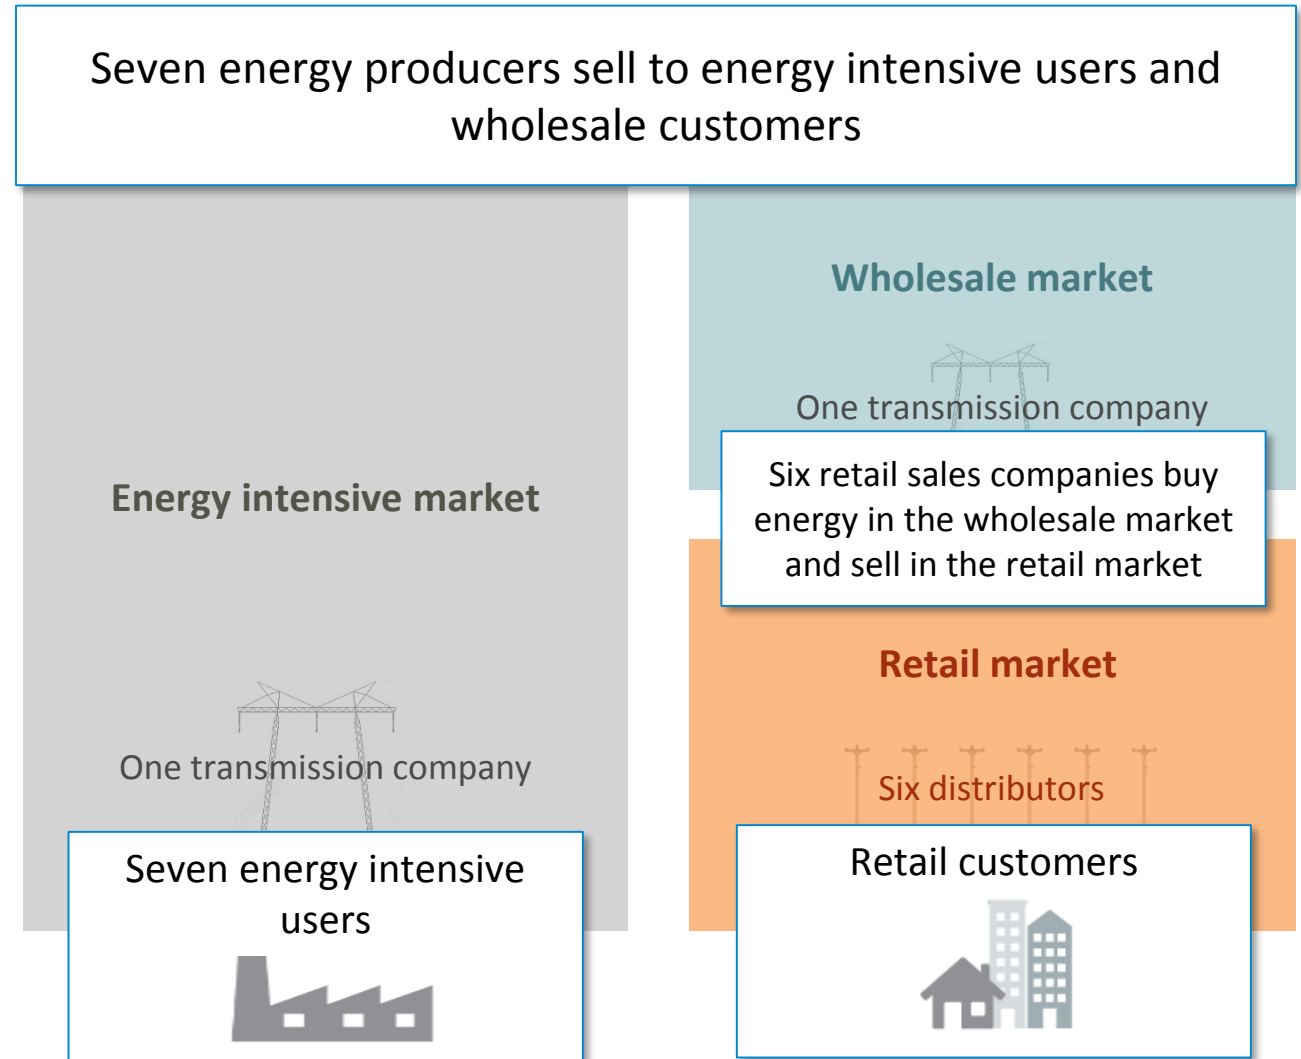 Seven energy producers sell to energy intensive users and
wholesale customers
Energy intensive market
One transmission company
Seven energy intensive
users
Wholesale market
One transmission company
Six retail sales companies buy
energy in the wholesale market
and sell in the retail market
Retail market
Six distributors
Retail customers